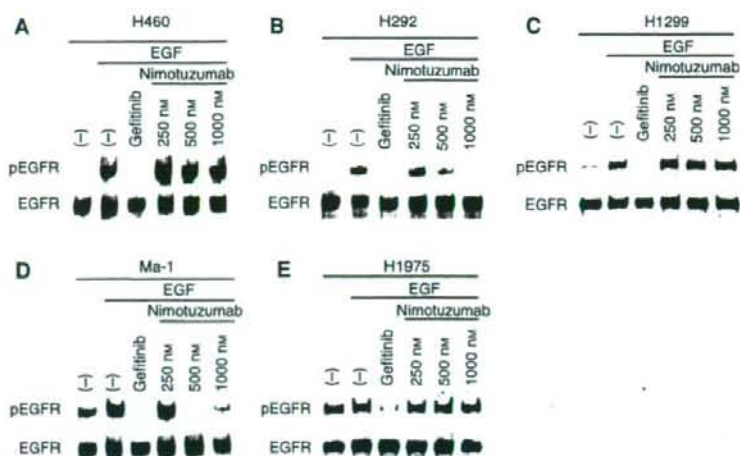 A
H460
EGF
Nimotuzumab
(–) (–) Gefitinib 250 nM 500 nM 1000 nM
pEGFR
EGFR
B
H292
EGF
Nimotuzumab
(–) (–) Gefitinib 250 nM 500 nM 1000 nM
pEGFR
EGFR
C
H1299
EGF
Nimotuzumab
(–) (–) Gefitinib 250 nM 500 nM 1000 nM
pEGFR
EGFR
D
Ma-1
EGF
Nimotuzumab
(–) (–) Gefitinib 250 nM 500 nM 1000 nM
pEGFR
EGFR
E
H1975
EGF
Nimotuzumab
(–) (–) Gefitinib 250 nM 500 nM 1000 nM
pEGFR
EGFR